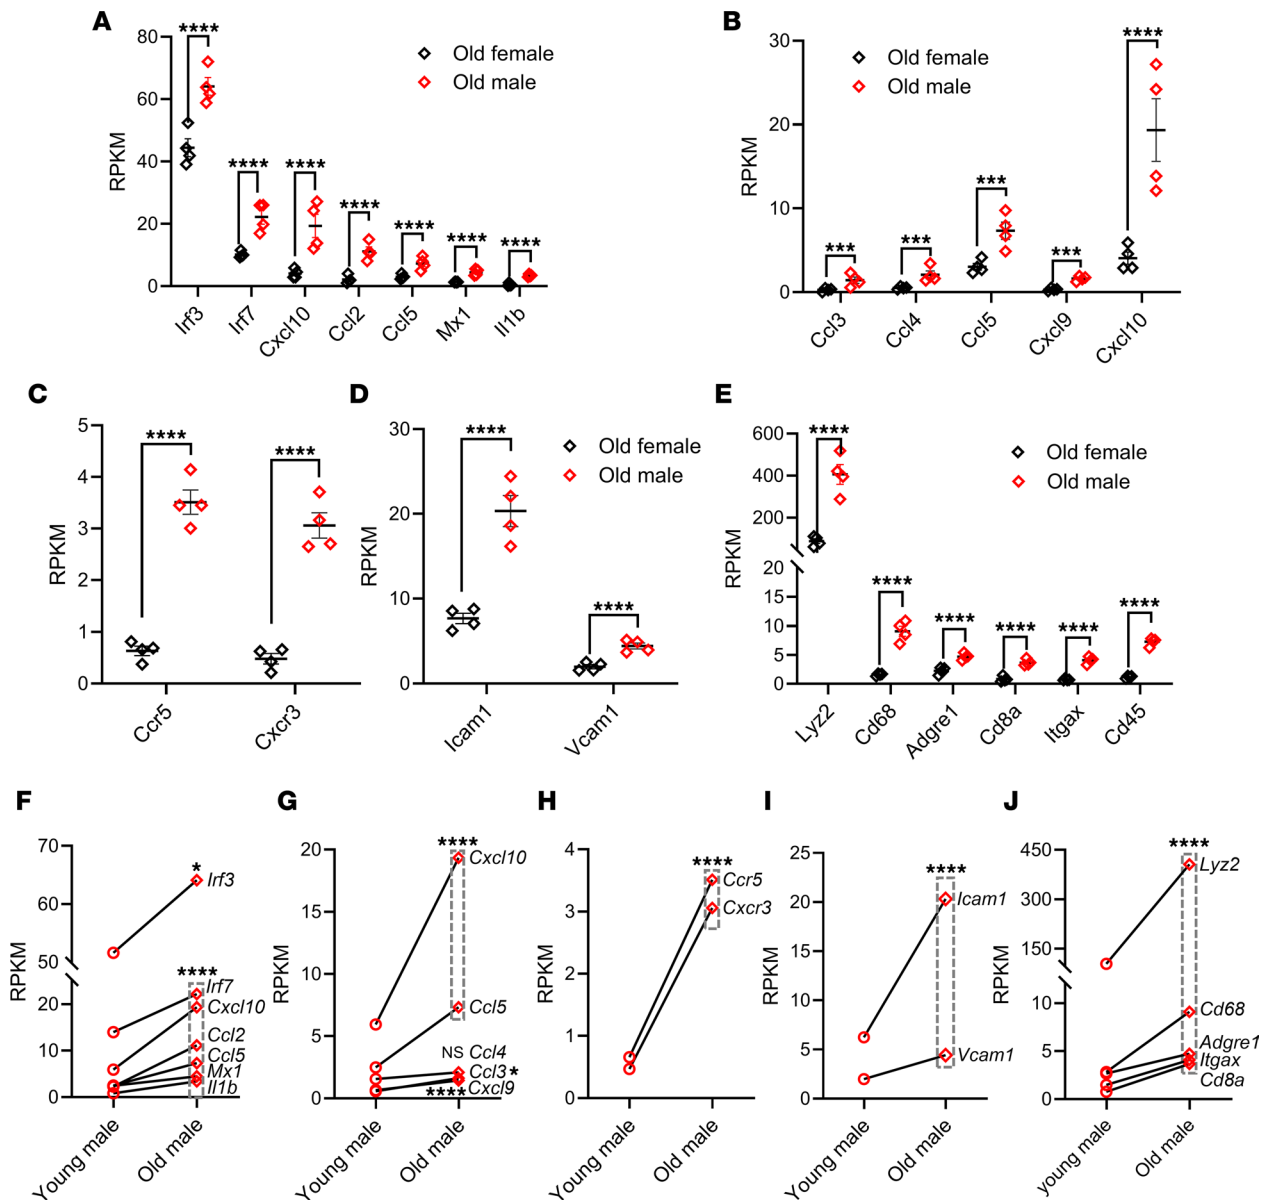 A
80
60
40
20
0
RPKM
****
****
****
****
****
****
****
Old female
Old male
Irf3
Irf7
Cxcl10
Ccl2
Ccl5
Mx1
Il1b
B
30
20
10
0
RPKM
Old female
Old male
***
***
***
***
****
Ccl3
Ccl4
Ccl5
Cxcl9
Cxcl10
C
5
4
3
2
1
0
RPKM
****
****
Ccr5
Cxcr3
D
30
20
10
0
RPKM
****
****
Old female
Old male
Icam1
Vcam1
E
600
400
200
20
15
10
5
0
RPKM
****
****
****
****
****
****
Old female
Old male
Lyz2
Cd68
Adgre1
Cd8a
Itgax
Cd45
F
70
60
50
20
10
0
RPKM
*
Irf3
****
Irf7
Cxcl10
Ccl2
Ccl5
Mx1
Il1b
Young male
Old male
G
20
15
10
5
0
RPKM
****
Cxcl10
Ccl5
NS Ccl4
Ccl3*
****Cxcl9
Young male
Old male
H
4
3
2
1
0
RPKM
****
Ccr5
Cxcr3
Young male
Old male
I
25
20
15
10
5
0
RPKM
****
Icam1
Vcam1
Young male
Old male
J
450
300
150
10
5
0
RPKM
****
Lyz2
Cd68
Adgre1
Itgax
Cd8a
young male
Old male